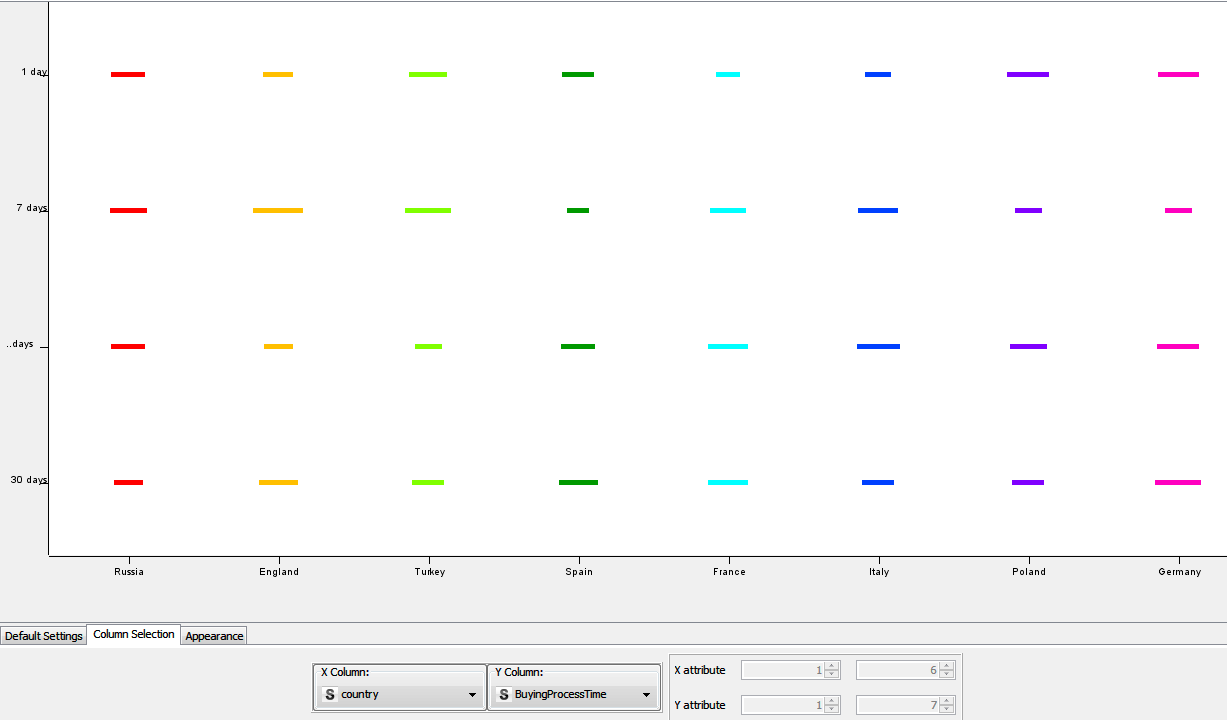 1 day
7 days
..days
30 days
Russia England Turkey Spain France Italy Poland Germany
Default Settings Column Selection Appearance
X Column: Y Column:
S country S BuyingProcessTime
X attribute 1 6
Y attribute 1 7